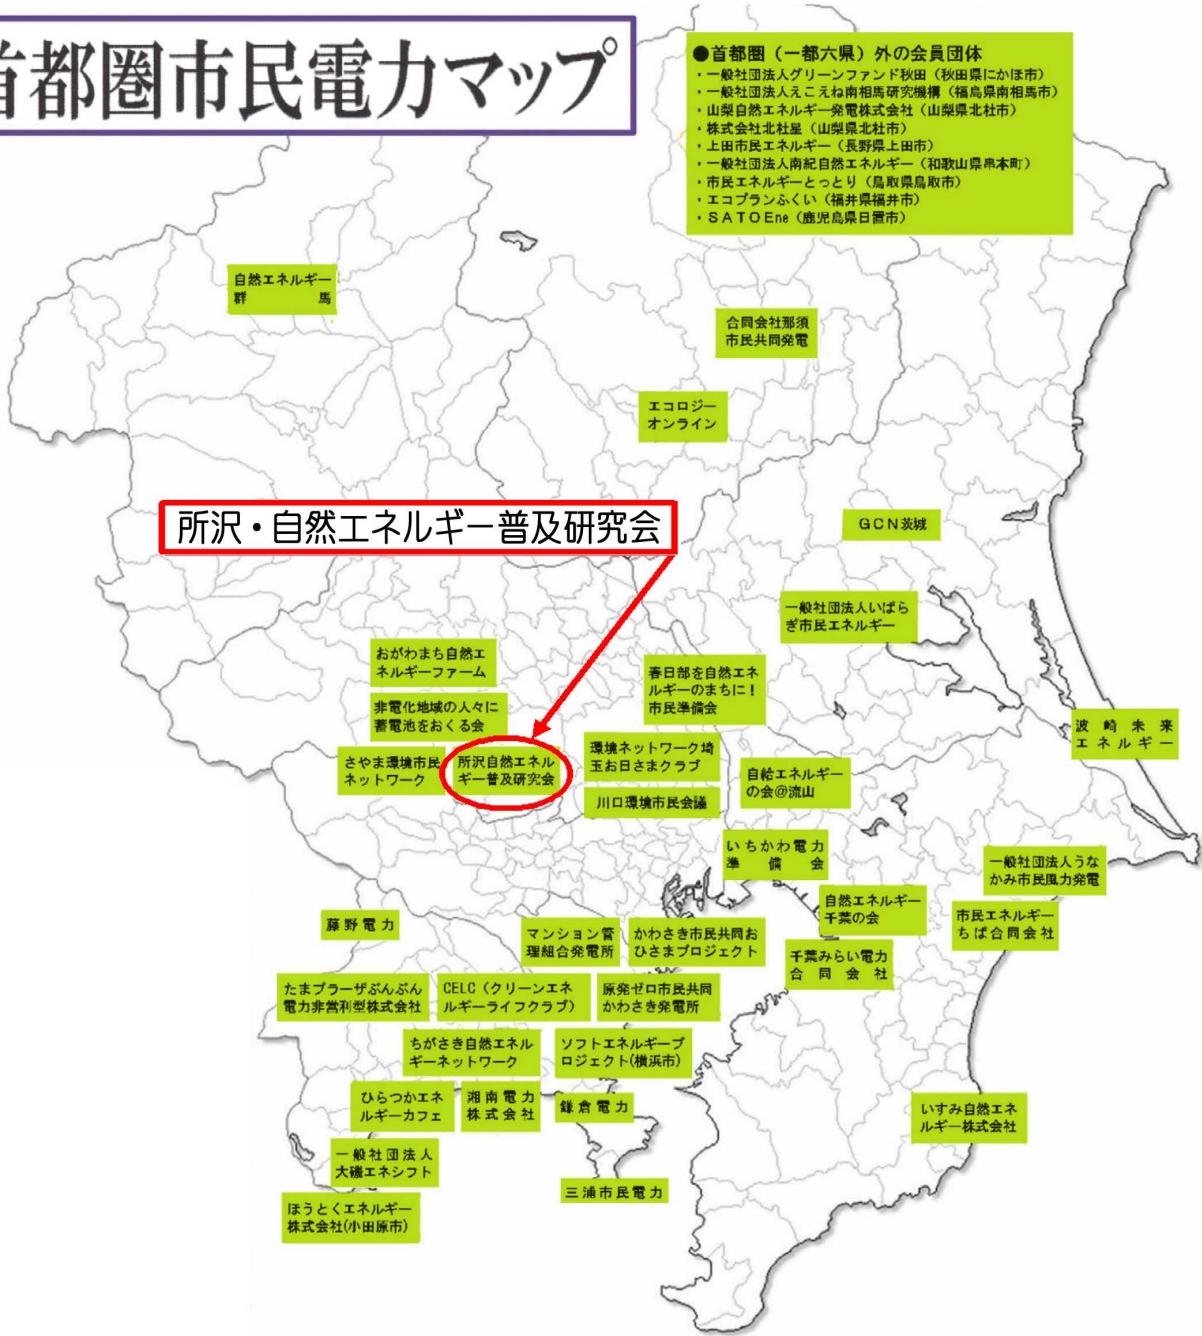 首都圏市民電力マップ
●首都圏（一都六県）外の会員団体
・一般社団法人グリーンファンド秋田（秋田県にかほ市）
・一般社団法人えこえね南相馬研究機構（福島県南相馬市）
・山梨自然エネルギー発電株式会社（山梨県北杜市）
・株式会社北杜星（山梨県北杜市）
・上田市民エネルギー（長野県上田市）
・一般社団法人南紀自然エネルギー（和歌山県串本町）
・市民エネルギーとっとり（鳥取県鳥取市）
・エコプランふくい（福井県福井市）
・ＳＡＴＯEne（鹿児島県日置市）
自然エネルギー
群馬
合同会社那須
市民共同発電
エコロジー
オンライン
所沢・自然エネルギー普及研究会
ＧＣＮ茨城
一般社団法人いばら
ぎ市民エネルギー
おがわまち自然エ
ネルギーファーム
春日部を自然エネ
ルギーのまちに！
市民準備会
非電化地域の人々に
蓄電池をおくる会
波崎未来
エネルギー
さやま環境市民
ネットワーク
所沢自然エネル
ギー普及研究会
環境ネットワーク埼
玉お日さまクラブ
自給エネルギー
の会@流山
川口環境市民会議
いちかわ電力
準備会
一般社団法人うな
かみ市民風力発電
自然エネルギー
千葉の会
市民エネルギー
ちば合同会社
藤野電力
マンション管
理組合発電所
かわさき市民共同お
ひさまプロジェクト
千葉みらい電力
合同会社
たまプラーザぶんぶん
電力非営利型株式会社
CELC（クリーンエネ
ルギーライフクラブ）
原発ゼロ市民共同
かわさき発電所
ちがさき自然エネル
ギーネットワーク
ソフトエネルギープ
ロジェクト(横浜市)
ひらつかエネ
ルギーカフェ
湘南電力
株式会社
鎌倉電力
いすみ自然エネ
ルギー株式会社
一般社団法人
大磯エネシフト
三浦市民電力
ほうとくエネルギー
株式会社(小田原市)